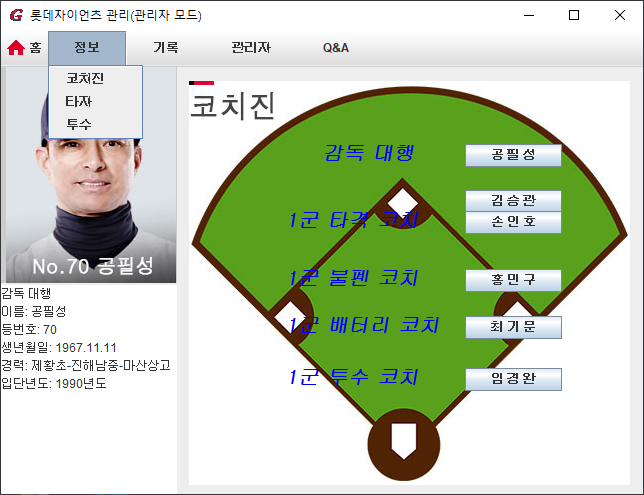 G 롯데자이언츠 관리(관리자 모드)
홈 정보 기록 관리자 Q&A
코치진
타자
투수
No.70 공필성
감독 대행
이름: 공필성
등번호: 70
생년월일: 1967.11.11
경력: 제황초-진해남중-마산상고
입단년도: 1990년도
코치진
감독 대행 공필성
김승관
1군 타격 코치 손인호
1군 불펜 코치 홍민구
1군 배터리 코치 최기문
1군 투수 코치 임경완